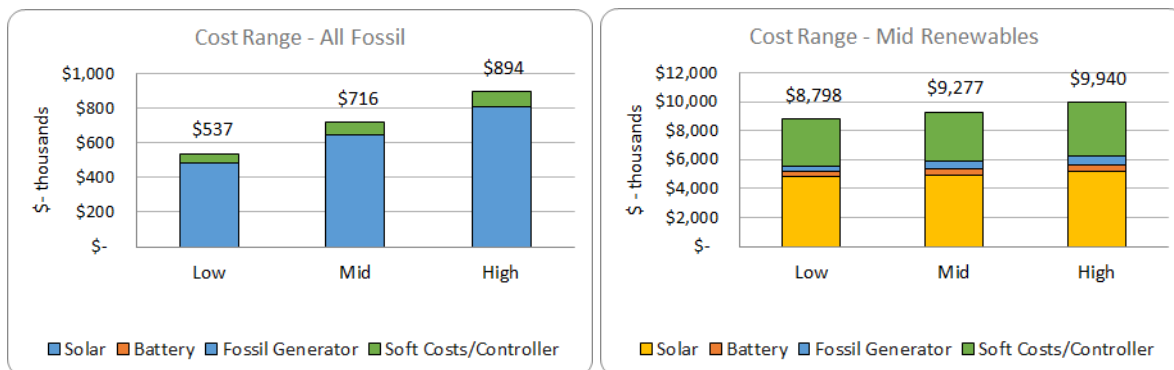 Cost Range - All Fossil
$1,000
$800
$600
$400
$200
$-
$- thousands
$537
$716
$894
Low Mid High
Solar Battery Fossil Generator Soft Costs/Controller
Cost Range - Mid Renewables
$12,000
$10,000
$8,000
$6,000
$4,000
$2,000
$-
$ - thousands
$8,798
$9,277
$9,940
Low Mid High
Solar Battery Fossil Generator Soft Costs/Controller